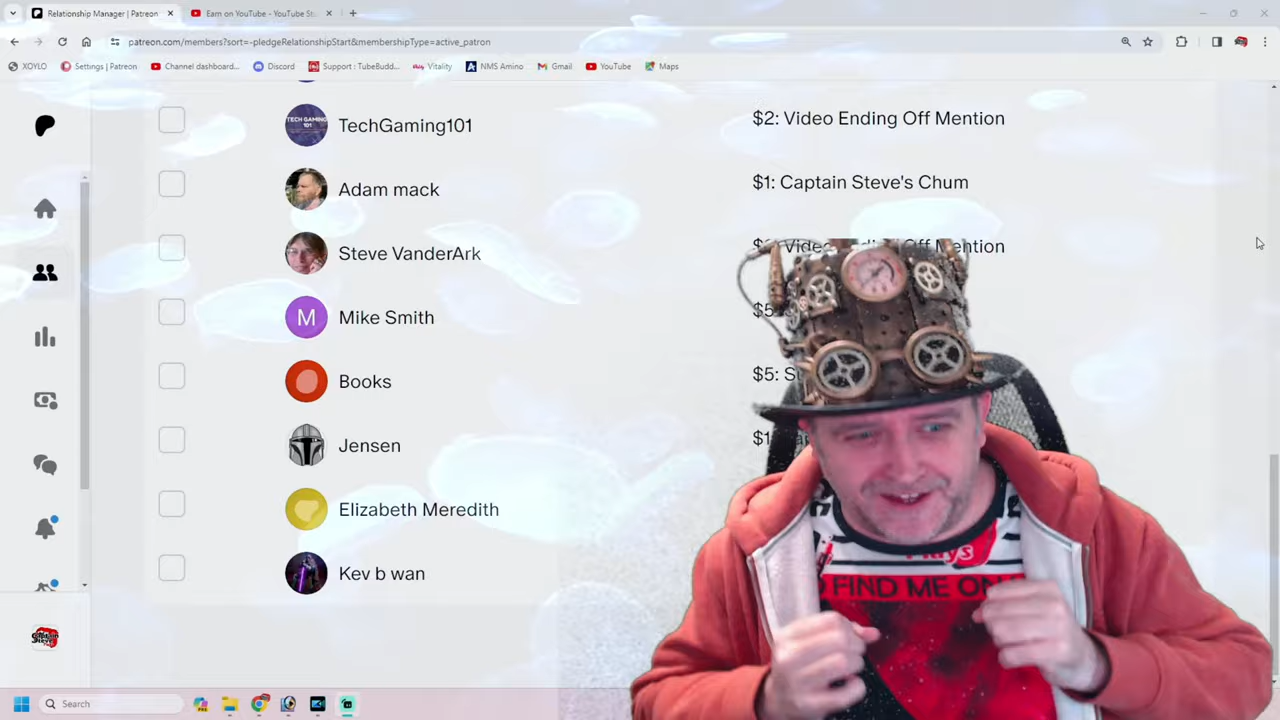 Relationship Manager | Patreon
Earn on YouTube - YouTube St
patreon.com/members?sort=-pledgeRelationshipStart&membershipType=active_patron
XOYLO
Settings | Patreon
Channel dashboard...
Discord
Support : TubeBudd...
Vitality
NMS Amino
Gmail
YouTube
Maps
TechGaming101
$2: Video Ending Off Mention
Adam mack
$1: Captain Steve's Chum
Steve VanderArk
Off Mention
M
Mike Smith
Books
$5:
Jensen
Elizabeth Meredith
Kev b wan
FIND ME ON
Search